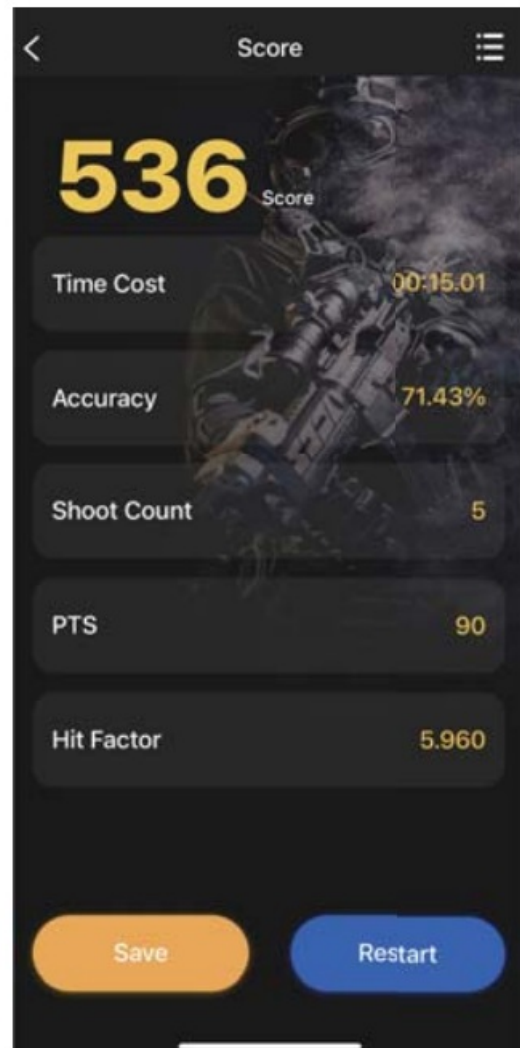 Score
536 Score
Time Cost 00:15.01
Accuracy 71.43%
Shoot Count 5
PTS 90
Hit Factor 5.960
Save Restart